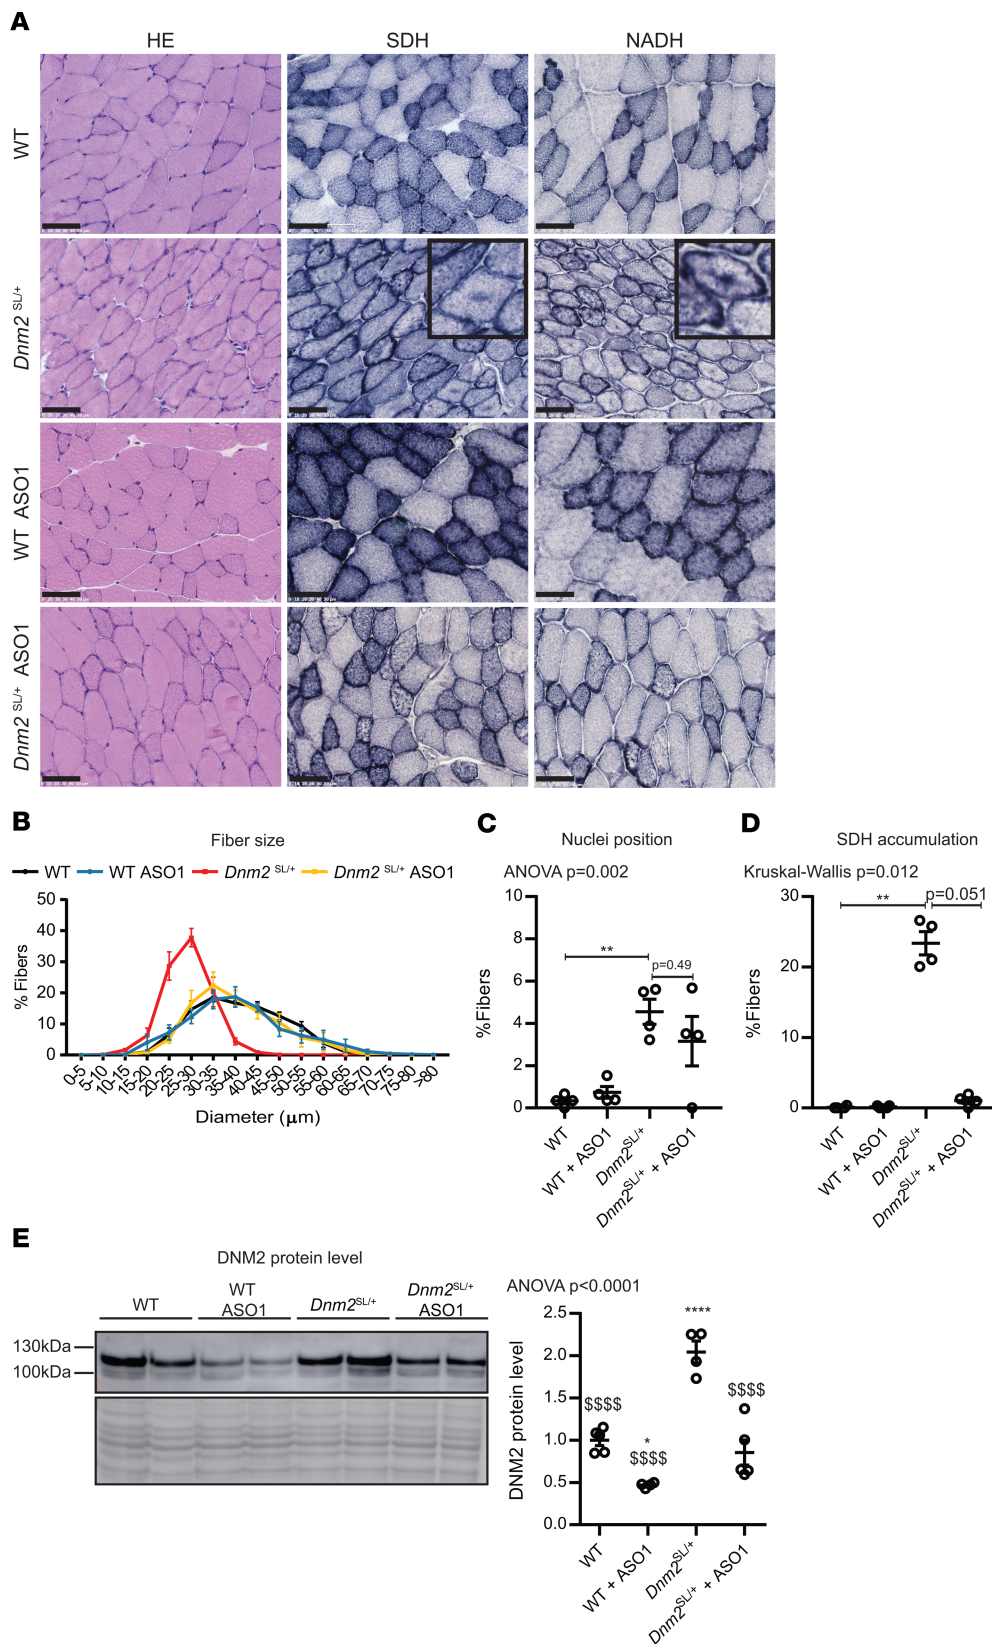 A
HE SDH NADH
WT
Dnm2 SL/+
WT ASO1
Dnm2 SL/+ ASO1
B
Fiber size
WT WT ASO1 Dnm2 SL/+ Dnm2 SL/+ ASO1
% Fibers
50
40
30
20
10
0
0-5 5-10 10-15 15-20 20-25 25-30 30-35 35-40 40-45 45-50 50-55 55-60 60-65 65-70 70-75 75-80 >80
Diameter (μm)
C
Nuclei position
ANOVA p=0.002
**
p=0.49
%Fibers
10
8
6
4
2
0
WT
WT + ASO1
Dnm2SL/+
Dnm2SL/+ + ASO1
D
SDH accumulation
Kruskal-Wallis p=0.012
**
p=0.051
%Fibers
30
20
10
0
WT
WT + ASO1
Dnm2SL/+
Dnm2SL/+ + ASO1
E
DNM2 protein level
WT
WT ASO1
Dnm2SL/+
Dnm2SL/+ ASO1
130kDa
100kDa
ANOVA p<0.0001
DNM2 protein level
2.5
2.0
1.5
1.0
0.5
0.0
$$$$
*
$$$$
****
$$$$
WT
WT + ASO1
Dnm2SL/+
Dnm2SL/+ + ASO1